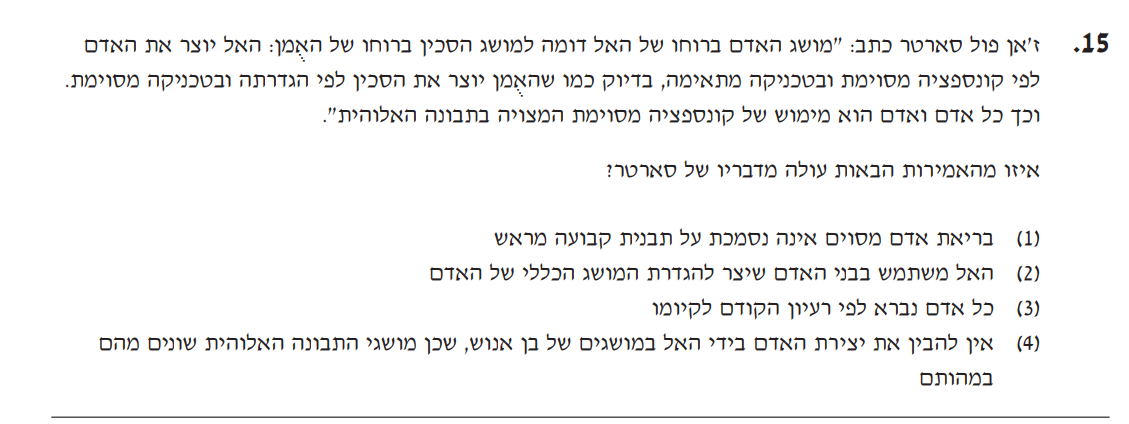 15. ז'אן פול סארטר כתב: "מושג האדם ברוחו של האל דומה למושג הסכין ברוחו של האֻמן: האל יוצר את האדם
לפי קונספציה מסוימת ובטכניקה מתאימה, בדיוק כמו שהאֻמן יוצר את הסכין לפי הגדרתה ובטכניקה מסוימת.
וכך כל אדם ואדם הוא מימוש של קונספציה מסוימת המצויה בתבונה האלוהית".
איזו מהאמירות הבאות עולה מדבריו של סארטר?
(1) בריאת אדם מסוים אינה נסמכת על תבנית קבועה מראש
(2) האל משתמש בבני האדם שיצר להגדרת המושג הכללי של האדם
(3) כל אדם נברא לפי רעיון הקודם לקיומו
(4) אין להבין את יצירת האדם בידי האל במושגים של בן אנוש, שכן מושגי התבונה האלוהית שונים מהם
במהותם